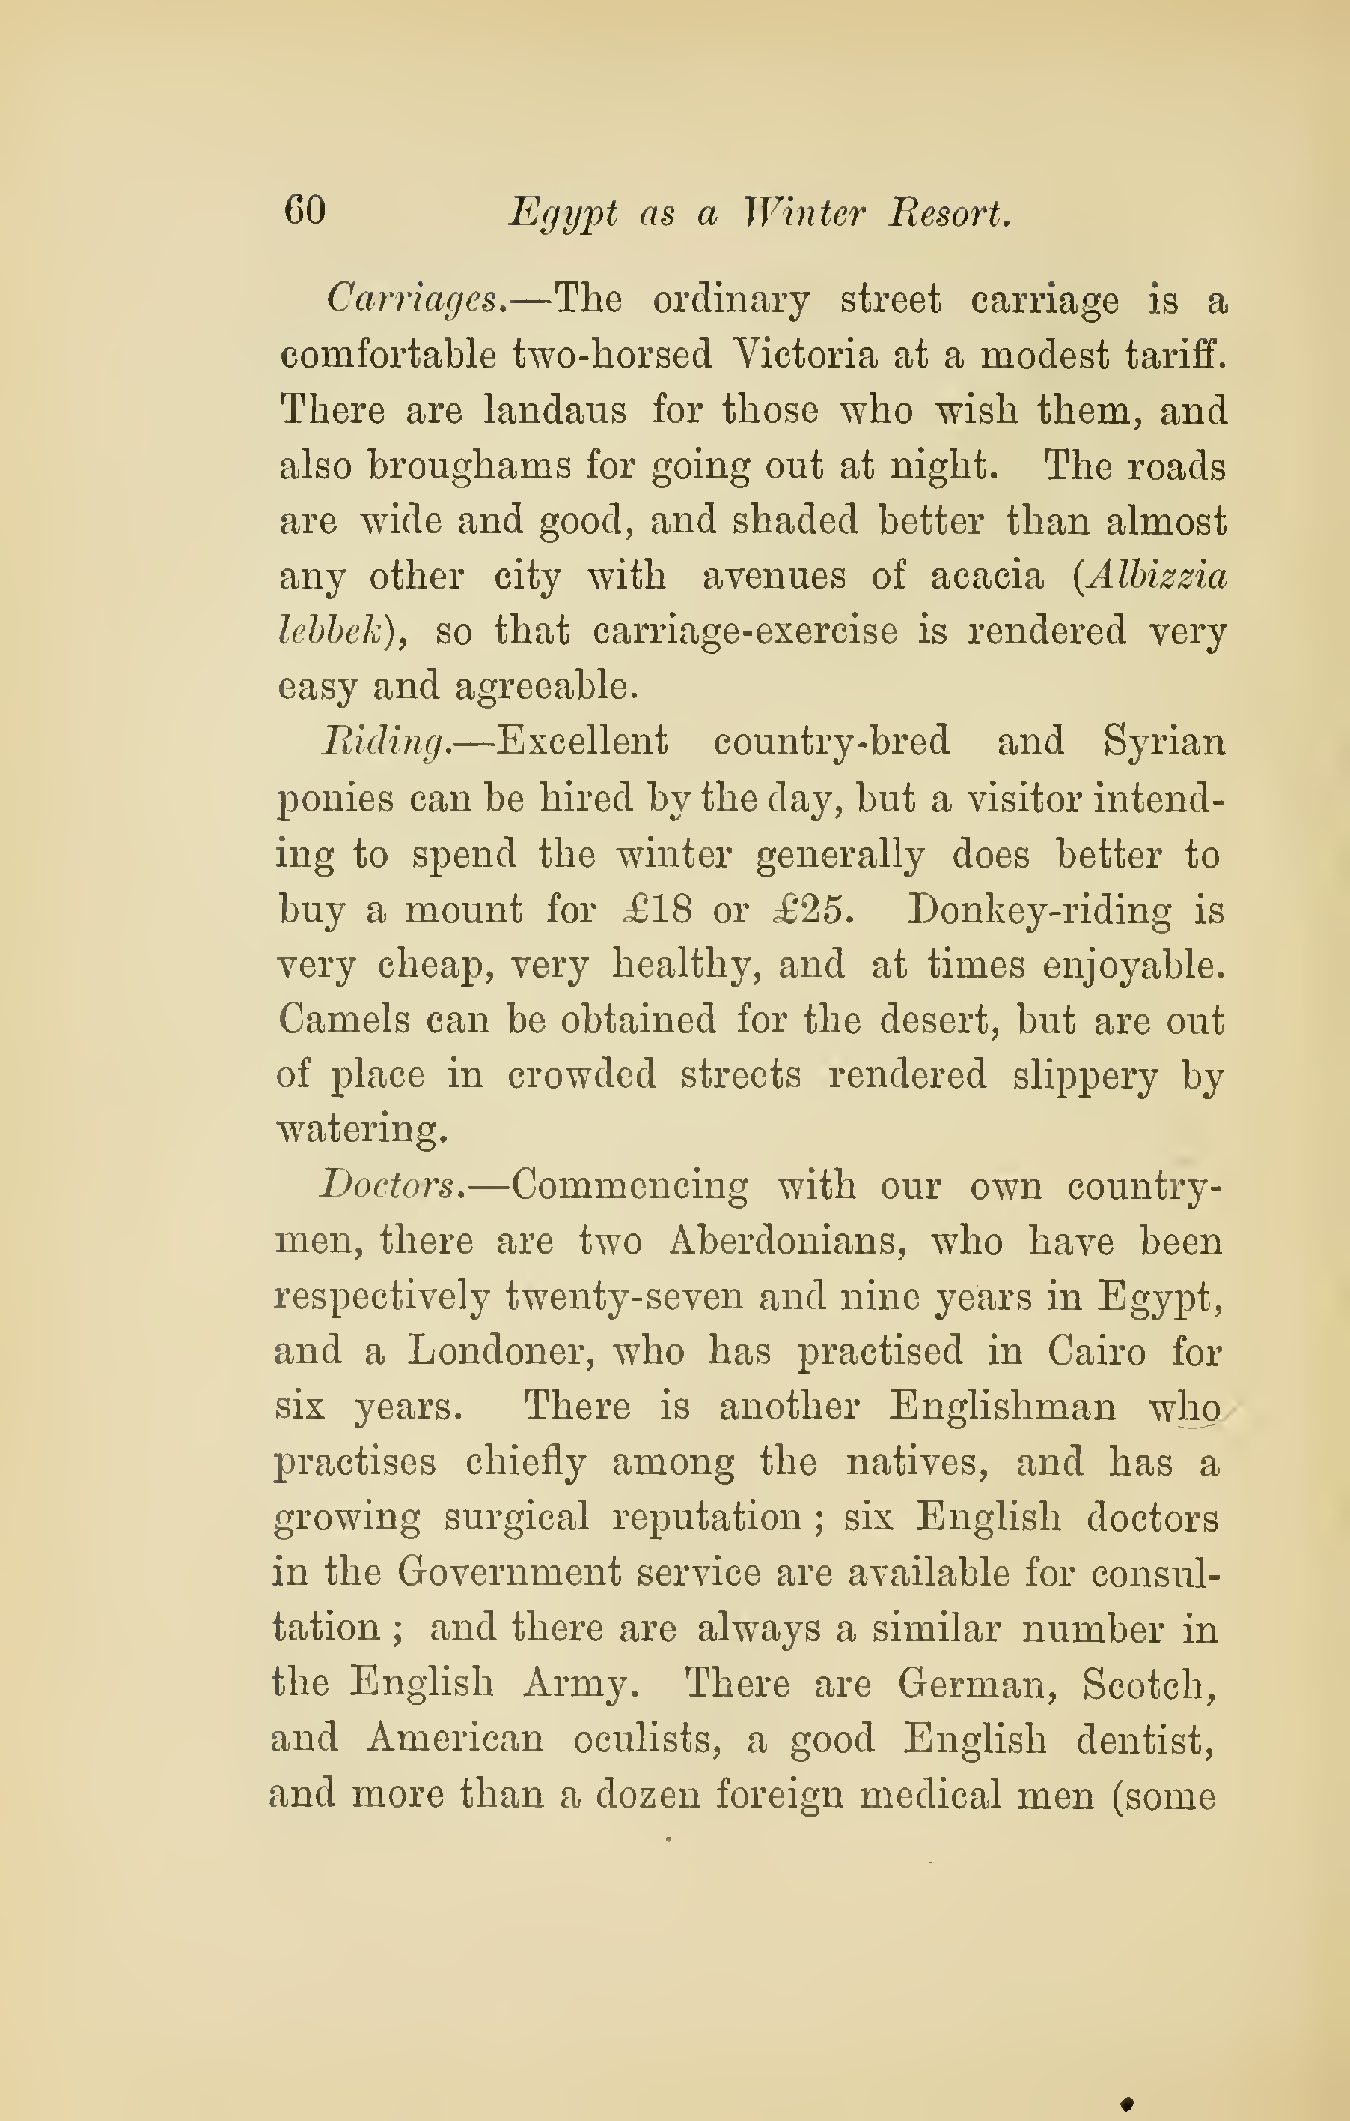 60 Egypt as a Winter Resort.
Carriages.—The ordinary street carriage is a
comfortable two-horsed Victoria at a modest tariff.
There are landaus for those who wish them, and
also broughams for going out at night. The roads
are wide and good, and shaded better than almost
any other city with avenues of acacia (Albizzia
lebbek), so that carriage-exercise is rendered very
easy and agreeable.
Riding.—Excellent country-bred and Syrian
ponies can be hired by the day, but a visitor intend-
ing to spend the winter generally does better to
buy a mount for £18 or £25. Donkey-riding is
very cheap, very healthy, and at times enjoyable.
Camels can be obtained for the desert, but are out
of place in crowded streets rendered slippery by
watering.
Doctors.—Commencing with our own country-
men, there are two Aberdonians, who have been
respectively twenty-seven and nine years in Egypt,
and a Londoner, who has practised in Cairo for
six years. There is another Englishman who
practises chiefly among the natives, and has a
growing surgical reputation ; six English doctors
in the Government service are available for consul-
tation ; and there are always a similar number in
the English Army. There are German, Scotch,
and American oculists, a good English dentist,
and more than a dozen foreign medical men (some